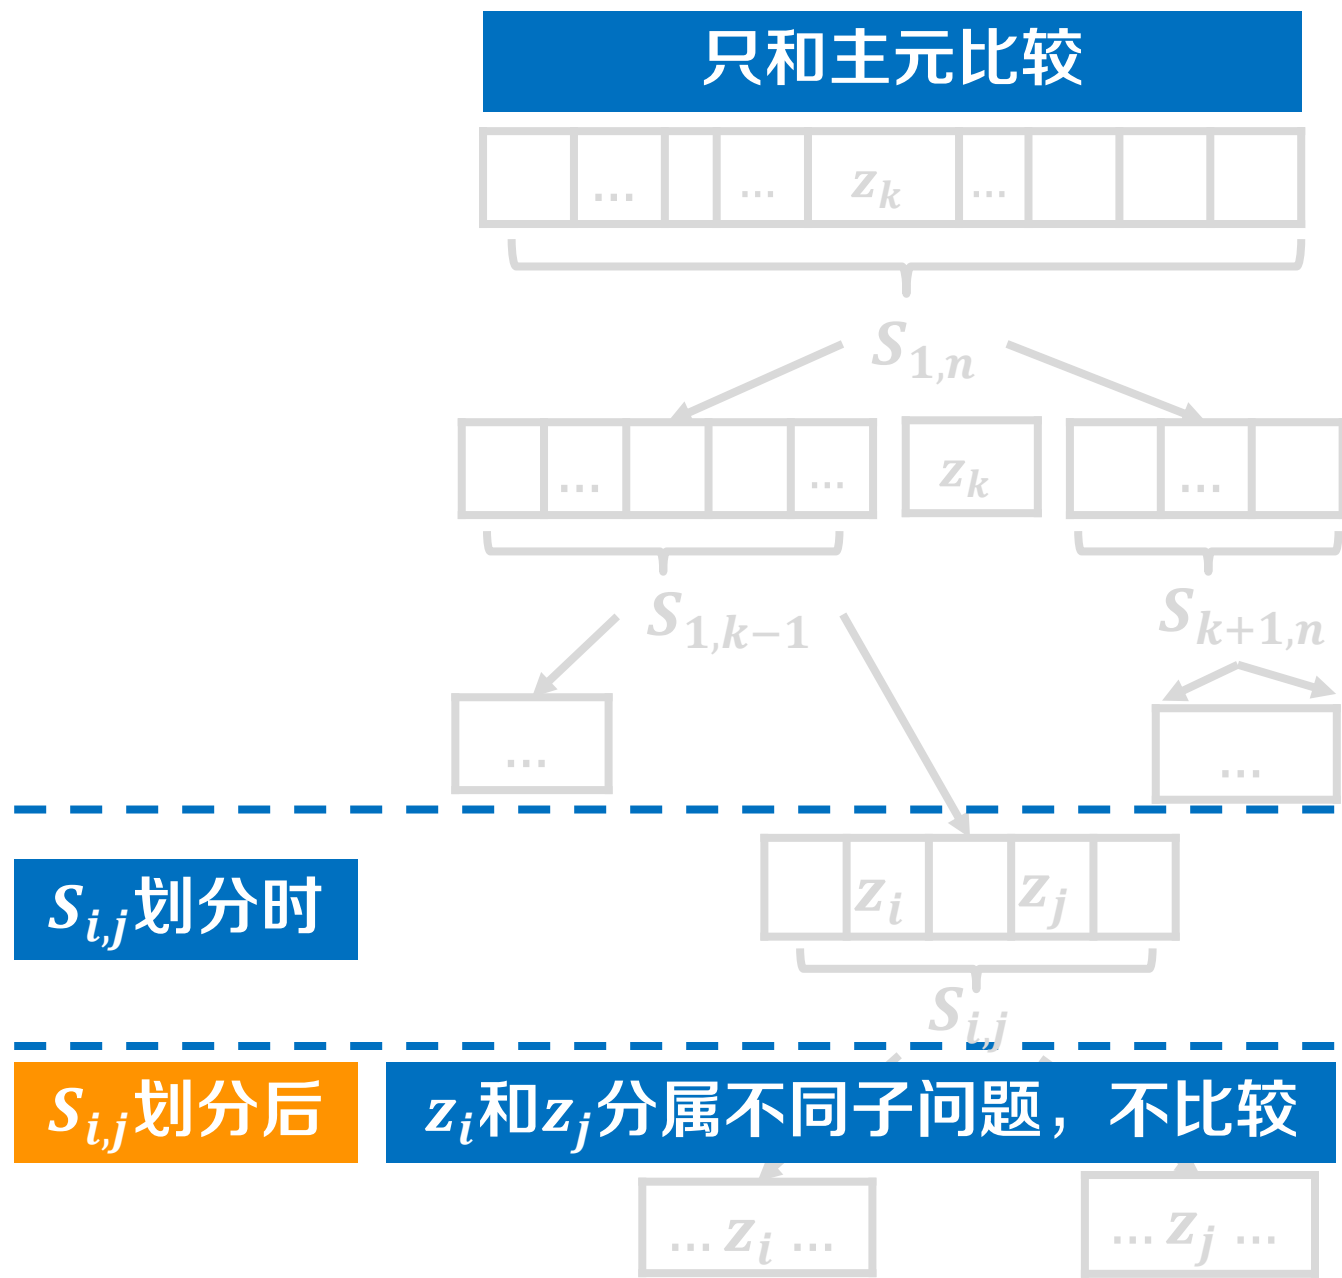 只和主元比较
... ... z_k ...
S_{1,n}
... ... z_k ...
S_{1,k−1} S_{k+1,n}
... ...
S_{i,j}划分时
z_i z_j
S_{i,j}
S_{i,j}划分后 z_i和z_j分属不同子问题，不比较
... z_i ... ... z_j ...